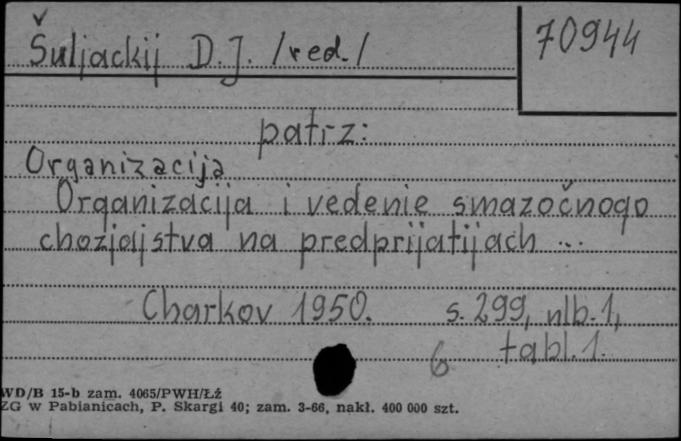 Šuljackij D.J. /red./
70944
patrz:
Organizacija
Organizacija i vedenie smazočnogo
chozjajstva na predprijatijach ...
Charkov 1950. s. 299, nlb. 1,
tabl. 1.
6
WD/B 15-b zam. 4065/PWH/Łź
ZG w Pabianicach, P. Skargi 40; zam. 3-66, nakł. 400 000 szt.